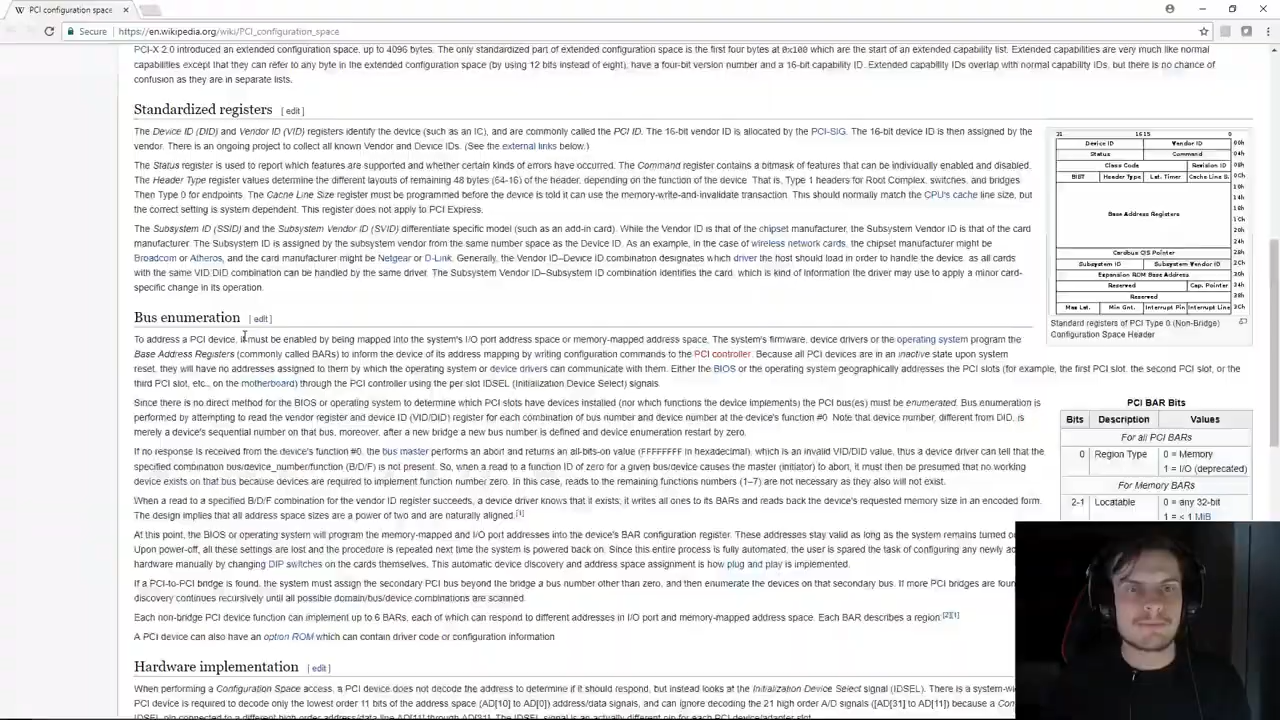 PCI configuration space
Secure
https://en.wikipedia.org/wiki/PCI_configuration_space
PCI-X 2.0 introduced an extended configuration space, up to 4096 bytes. The only standardized part of extended configuration space is the first four bytes at 0x100 which are the start of an extended capability list. Extended capabilities are very much like normal
capabilities except that they can refer to any byte in the extended configuration space (by using 12 bits instead of eight), have a four-bit version number and a 16-bit capability ID. Extended capability IDs overlap with normal capability IDs, but there is no chance of
confusion as they are in separate lists.
Standardized registers [ edit ]
The Device ID (DID) and Vendor ID (VID) registers identify the device (such as an IC), and are commonly called the PCI ID. The 16-bit vendor ID is allocated by the PCI-SIG. The 16-bit device ID is then assigned by the
vendor. There is an ongoing project to collect all known Vendor and Device IDs. (See the external links below.)
The Status register is used to report which features are supported and whether certain kinds of errors have occurred. The Command register contains a bitmask of features that can be individually enabled and disabled.
The Header Type register values determine the different layouts of remaining 48 bytes (64-16) of the header, depending on the function of the device. That is, Type 1 headers for Root Complex, switches, and bridges.
Then Type 0 for endpoints. The Cache Line Size register must be programmed before the device is told it can use the memory-write-and-invalidate transaction. This should normally match the CPU's cache line size, but
the correct setting is system dependent. This register does not apply to PCI Express.
The Subsystem ID (SSID) and the Subsystem Vendor ID (SVID) differentiate specific model (such as an add-in card). While the Vendor ID is that of the chipset manufacturer, the Subsystem Vendor ID is that of the card
manufacturer. The Subsystem ID is assigned by the subsystem vendor from the same number space as the Device ID. As an example, in the case of wireless network cards, the chipset manufacturer might be
Broadcom or Atheros, and the card manufacturer might be Netgear or D-Link. Generally, the Vendor ID–Device ID combination designates which driver the host should load in order to handle the device, as all cards
with the same VID:DID combination can be handled by the same driver. The Subsystem Vendor ID–Subsystem ID combination identifies the card, which is kind of information the driver may use to apply a minor card-
specific change in its operation.
Bus enumeration [ edit ]
To address a PCI device, it must be enabled by being mapped into the system's I/O port address space or memory-mapped address space. The system's firmware, device drivers or the operating system program the
Base Address Registers (commonly called BARs) to inform the device of its address mapping by writing configuration commands to the PCI controller. Because all PCI devices are in an inactive state upon system
reset, they will have no addresses assigned to them by which the operating system or device drivers can communicate with them. Either the BIOS or the operating system geographically addresses the PCI slots (for example, the first PCI slot, the second PCI slot, or the
third PCI slot, etc., on the motherboard) through the PCI controller using the per slot IDSEL (Initialization Device Select) signals.
Since there is no direct method for the BIOS or operating system to determine which PCI slots have devices installed (nor which functions the device implements) the PCI bus(es) must be enumerated. Bus enumeration is
performed by attempting to read the vendor register and device ID (VID/DID) register for each combination of bus number and device number at the device's function #0. Note that device number, different from DID, is
merely a device's sequential number on that bus, moreover, after a new bridge a new bus number is defined and device enumeration restart by zero.
If no response is received from the device's function #0, the bus master performs an abort and returns an all-bits-on value (FFFFFFFF in hexadecimal), which is an invalid VID/DID value, thus a device driver can tell that the
specified combination bus/device_number/function (B/D/F) is not present. So, when a read to a function ID of zero for a given bus/device causes the master (initiator) to abort, it must then be presumed that no working
device exists on that bus because devices are required to implement function number zero. In this case, reads to the remaining functions numbers (1–7) are not necessary as they also will not exist.
When a read to a specified B/D/F combination for the vendor ID register succeeds, a device driver knows that it exists; it writes all ones to its BARs and reads back the device's requested memory size in an encoded form.
The design implies that all address space sizes are a power of two and are naturally aligned.[1]
At this point, the BIOS or operating system will program the memory-mapped and I/O port addresses into the device's BAR configuration register. These addresses stay valid as long as the system remains turned o
Upon power-off, all these settings are lost and the procedure is repeated next time the system is powered back on. Since this entire process is fully automated, the user is spared the task of configuring any newly ad
hardware manually by changing DIP switches on the cards themselves. This automatic device discovery and address space assignment is how plug and play is implemented.
If a PCI-to-PCI bridge is found, the system must assign the secondary PCI bus beyond the bridge a bus number other than zero, and then enumerate the devices on that secondary bus. If more PCI bridges are found
discovery continues recursively until all possible domain/bus/device combinations are scanned.
Each non-bridge PCI device function can implement up to 6 BARs, each of which can respond to different addresses in I/O port and memory-mapped address space. Each BAR describes a region:[2][1]
A PCI device can also have an option ROM which can contain driver code or configuration information.
Hardware implementation [ edit ]
When performing a Configuration Space access, a PCI device does not decode the address to determine if it should respond, but instead looks at the Initialization Device Select signal (IDSEL). There is a system-wi
PCI device is required to decode only the lowest order 11 bits of the address space (AD[10] to AD[0]) address/data signals, and can ignore decoding the 21 high order A/D signals ([AD[31] to AD[11]) because a Con
31 16 15 0
Device ID Vendor ID 00h
Status Command 04h
Class Code Revision ID 08h
BIST Header Type Lat. Timer Cache Line S. 0Ch
10h
14h
Base Address Registers 18h
1Ch
20h
24h
Cardbus CIS Pointer 28h
Subsystem ID Subsystem Vendor ID 2Ch
Expansion ROM Base Address 30h
Reserved Cap. Pointer 34h
Reserved 38h
Max Lat. Min Gnt. Interrupt Pin Interrupt Line 3Ch
Standard registers of PCI Type 0 (Non-Bridge)
Configuration Space Header
PCI BAR Bits
Bits Description Values
For all PCI BARs
0 Region Type 0 = Memory
1 = I/O (deprecated)
For Memory BARs
2-1 Locatable 0 = any 32-bit
1 = < 1 MiB